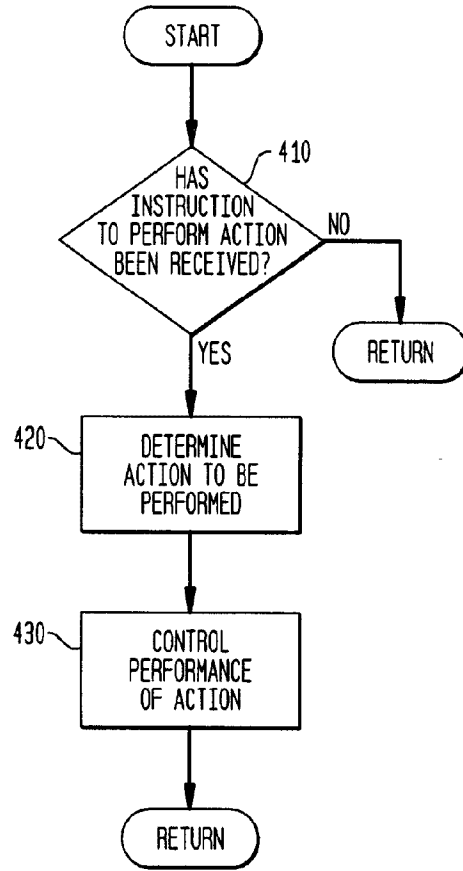 START
410
HAS
INSTRUCTION
TO PERFORM ACTION
BEEN RECEIVED?
NO
RETURN
YES
420
DETERMINE
ACTION TO BE
PERFORMED
430
CONTROL
PERFORMANCE
OF ACTION
RETURN